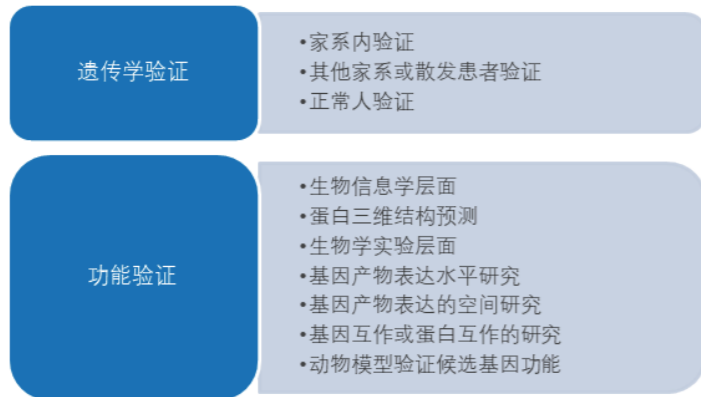 遗传学验证
•家系内验证
•其他家系或散发患者验证
•正常人验证
功能验证
•生物信息学层面
•蛋白三维结构预测
•生物学实验层面
•基因产物表达水平研究
•基因产物表达的空间研究
•基因互作或蛋白互作的研究
•动物模型验证候选基因功能